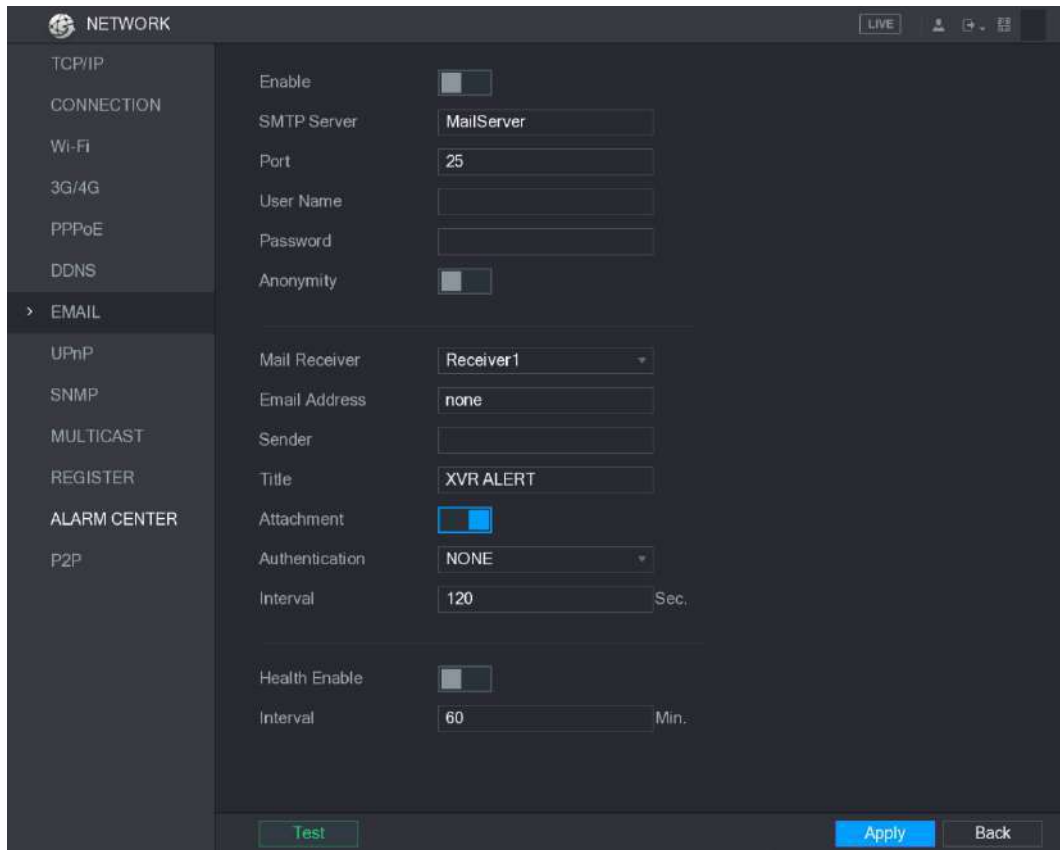 NETWORK
LIVE
TCP/IP
CONNECTION
Wi-Fi
3G/4G
PPPoE
DDNS
EMAIL
UPnP
SNMP
MULTICAST
REGISTER
ALARM CENTER
P2P
Enable
SMTP Server MailServer
Port 25
User Name
Password
Anonymity
Mail Receiver Receiver1
Email Address none
Sender
Title XVR ALERT
Attachment
Authentication NONE
Interval 120 Sec.
Health Enable
Interval 60 Min.
Test Apply Back